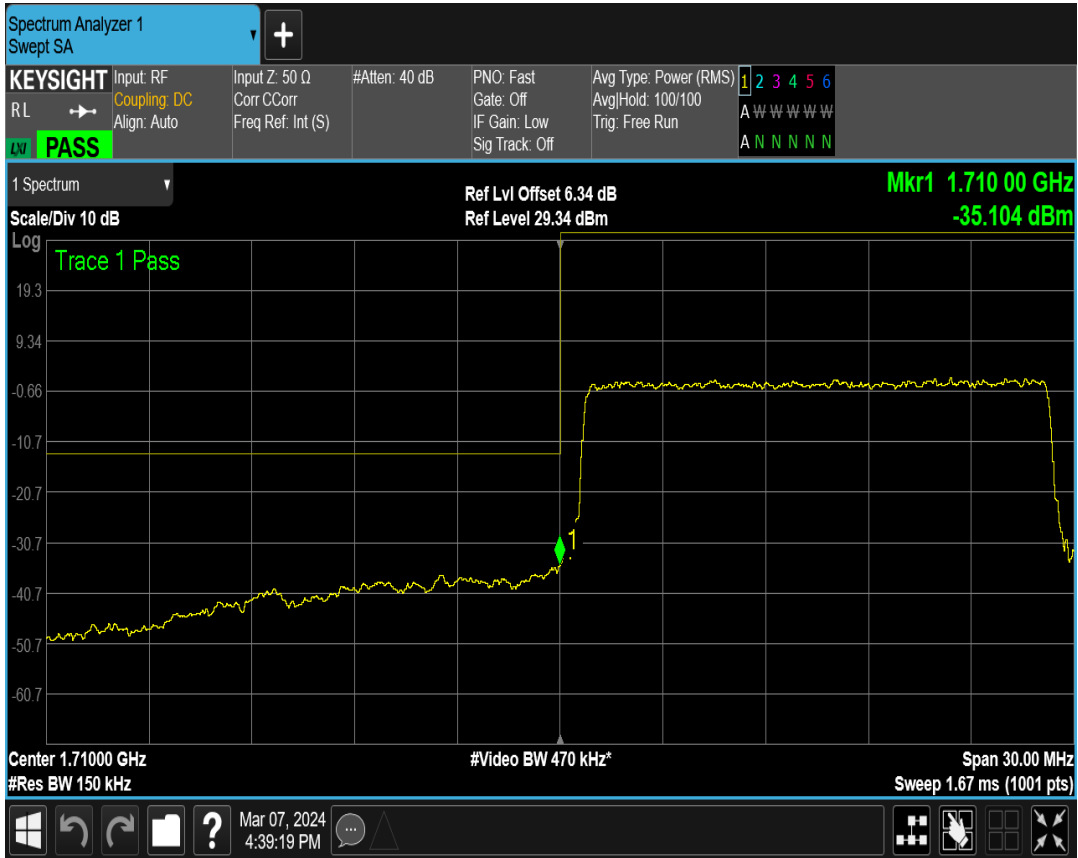 Spectrum Analyzer 1
Swept SA
KEYSIGHT
RL
LXI
PASS
Input: RF
Coupling: DC
Align: Auto
Input Z: 50 Ω
Corr CCorr
Freq Ref: Int (S)
#Atten: 40 dB
PNO: Fast
Gate: Off
IF Gain: Low
Sig Track: Off
Avg Type: Power (RMS)
Avg|Hold: 100/100
Trig: Free Run
1 2 3 4 5 6
A W W W W W
A N N N N N
1 Spectrum
Scale/Div 10 dB
Ref Lvl Offset 6.34 dB
Ref Level 29.34 dBm
Mkr1 1.710 00 GHz
-35.104 dBm
Log
Trace 1 Pass
19.3
9.34
-0.66
-10.7
-20.7
-30.7
1
-40.7
-50.7
-60.7
Center 1.71000 GHz
#Video BW 470 kHz*
Span 30.00 MHz
#Res BW 150 kHz
Sweep 1.67 ms (1001 pts)
?
Mar 07, 2024
4:39:19 PM